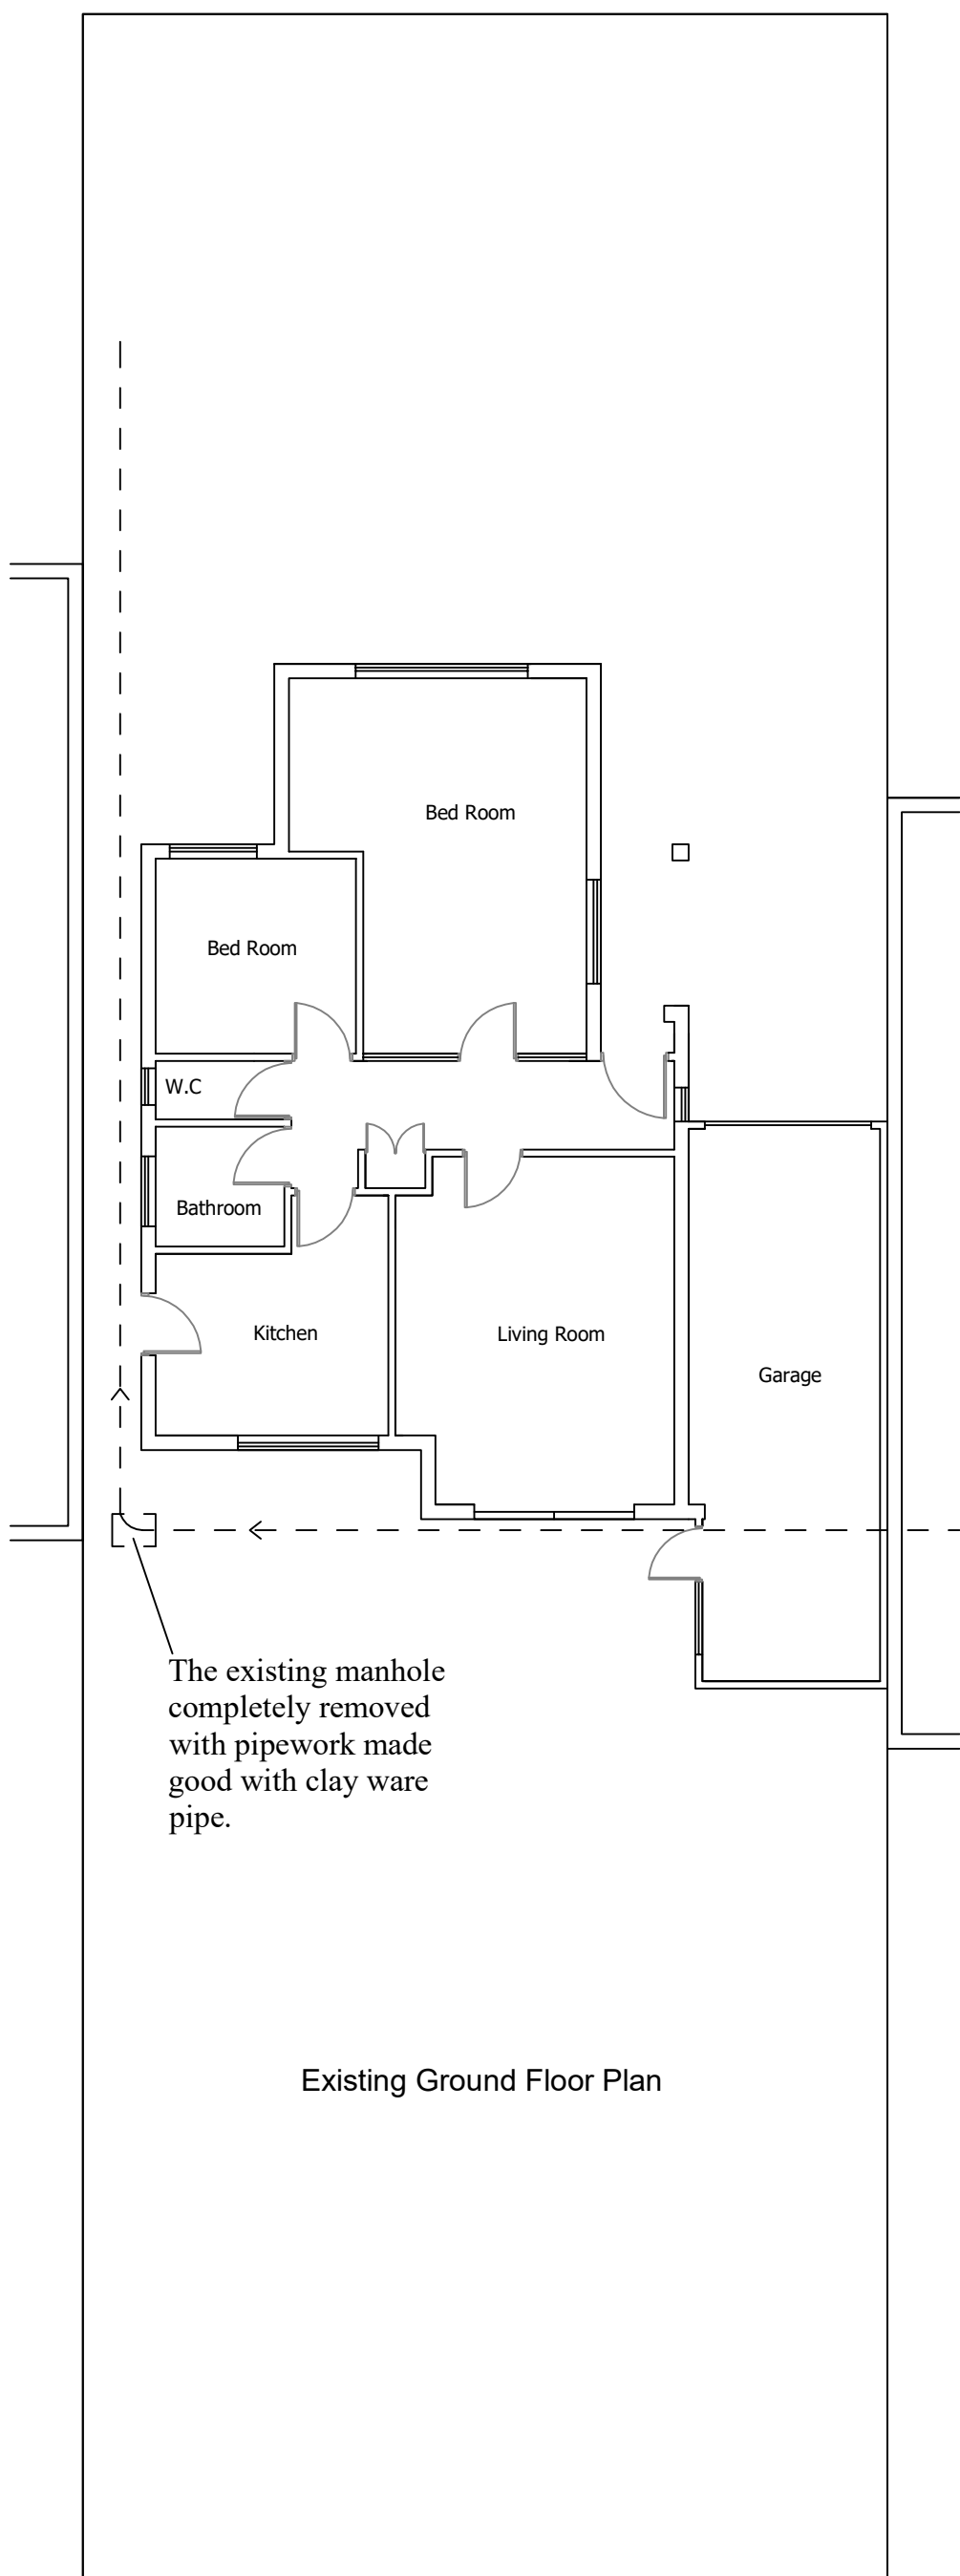 Bed Room
Bed Room
W.C
Bathroom
Kitchen
Living Room
Garage
The existing manhole
completely removed
with pipework made
good with clay ware
pipe.
Existing Ground Floor Plan